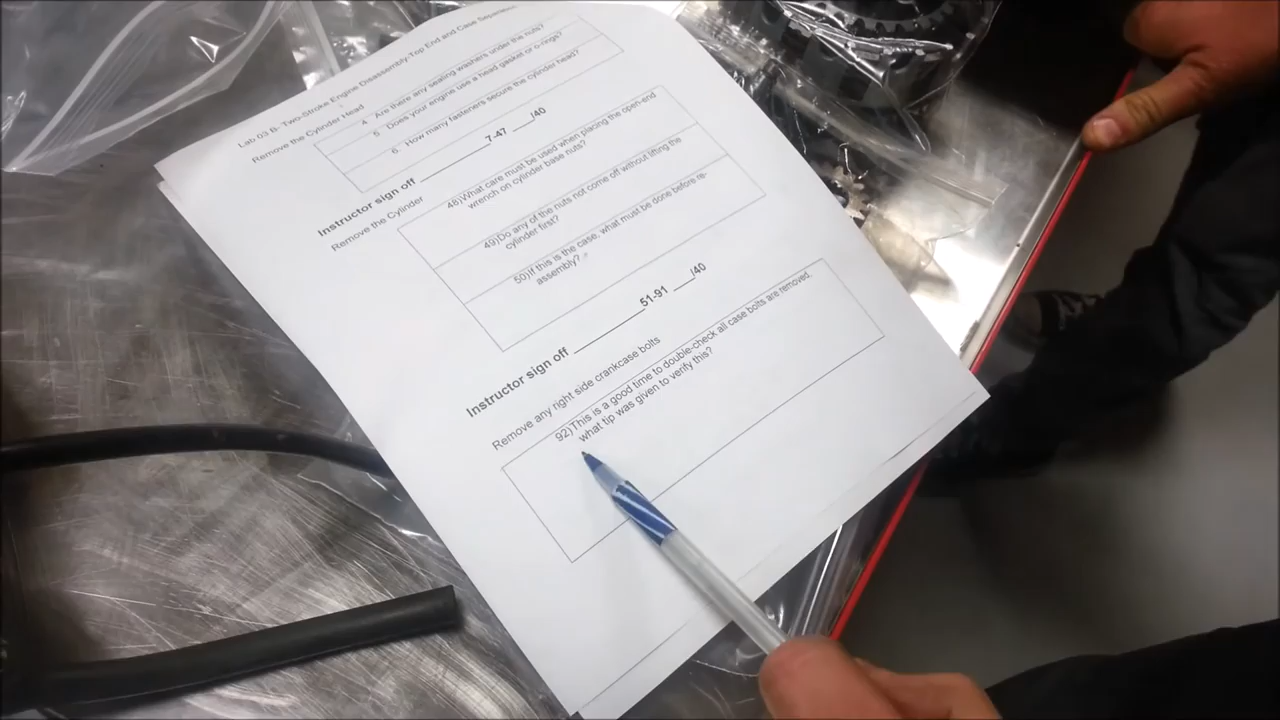 Lab 03 B- Two-Stroke Engine Disassembly-Top End and Case Separation
Remove the Cylinder Head
4. Are there any seating washers under the nuts?
5. Does your engine use a head gasket or o-rings?
6. How many fasteners secure the cylinder head?
Instructor sign off __________7-47 ___/40
Remove the Cylinder
48)What care must be used when placing the open-end
wrench on cylinder base nuts?
49)Do any of the nuts not come off without lifting the
cylinder first?
50)If this is the case, what must be done before re-
assembly?
Instructor sign off __________51-91 ___/40
Remove any right side crankcase bolts
92)This is a good time to double-check all case bolts are removed,
what tip was given to verify this?